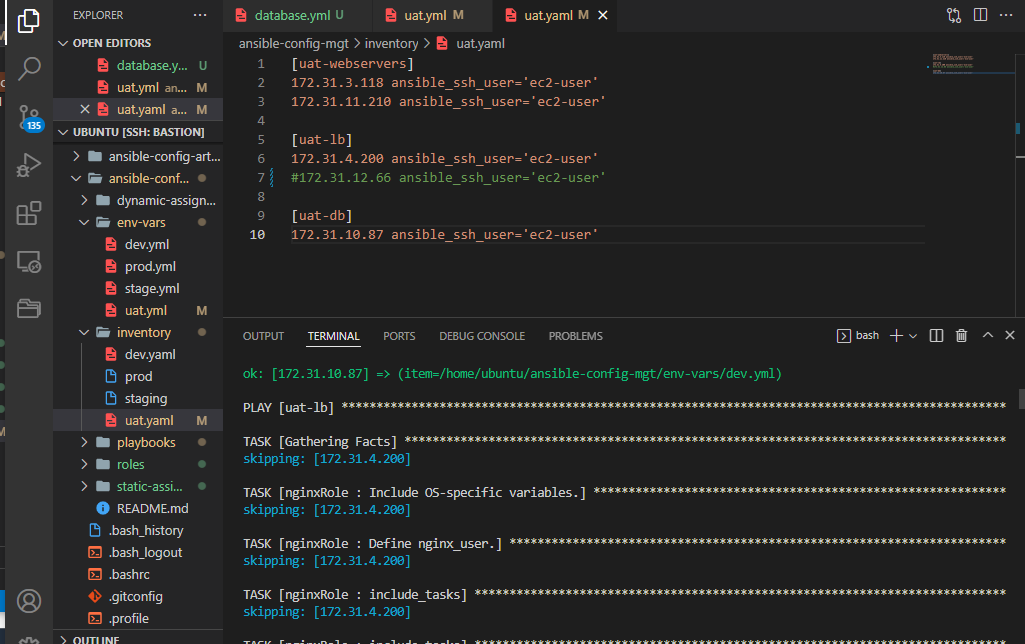 EXPLORER
database.yml U
uat.yml M
uat.yaml M
OPEN EDITORS
database.y... U
uat.yml an... M
uat.yaml a... M
135
UBUNTU [SSH: BASTION]
ansible-config-art...
ansible-conf...
dynamic-assign...
env-vars
dev.yml
prod.yml
stage.yml
uat.yml M
inventory
dev.yaml
prod
staging
uat.yaml M
playbooks
roles
static-assi...
README.md
.bash_history
.bash_logout
.bashrc
.gitconfig
.profile
OUTLINE
ansible-config-mgt > inventory > uat.yaml
1 [uat-webservers]
2 172.31.3.118 ansible_ssh_user='ec2-user'
3 172.31.11.210 ansible_ssh_user='ec2-user'
4
5 [uat-lb]
6 172.31.4.200 ansible_ssh_user='ec2-user'
7 #172.31.12.66 ansible_ssh_user='ec2-user'
8
9 [uat-db]
10 172.31.10.87 ansible_ssh_user='ec2-user'
OUTPUT TERMINAL PORTS DEBUG CONSOLE PROBLEMS bash
ok: [172.31.10.87] => (item=/home/ubuntu/ansible-config-mgt/env-vars/dev.yml)
PLAY [uat-lb] ***********************************************************************************************
TASK [Gathering Facts] **************************************************************************************
skipping: [172.31.4.200]
TASK [nginxRole : Include OS-specific variables.] ***********************************************************
skipping: [172.31.4.200]
TASK [nginxRole : Define nginx_user.] ***********************************************************************
skipping: [172.31.4.200]
TASK [nginxRole : include_tasks] ****************************************************************************
skipping: [172.31.4.200]
TASK [nginxRole : include_tasks] ****************************************************************************